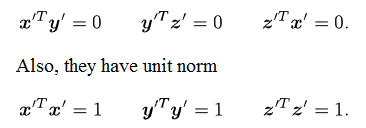 x′ᵀy′ = 0 y′ᵀz′ = 0 z′ᵀx′ = 0.
Also, they have unit norm
x′ᵀx′ = 1 y′ᵀy′ = 1 z′ᵀz′ = 1.